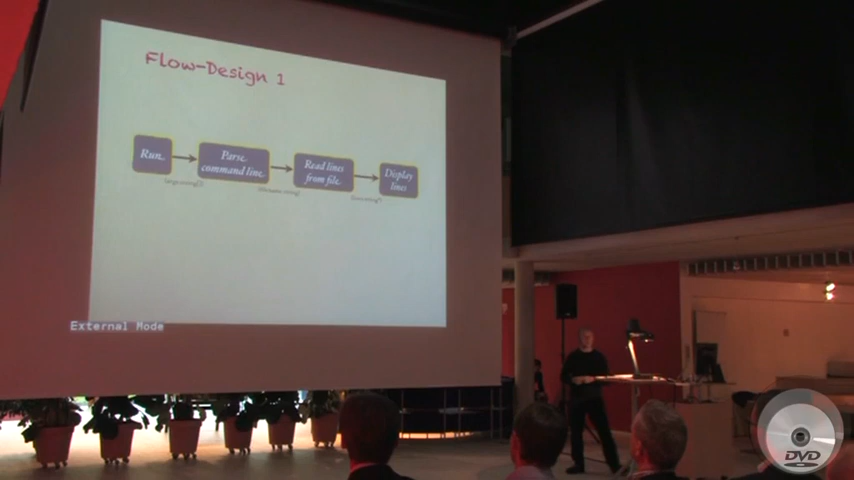 Flow-Design 1
Run
Parse
command line
Read lines
from file
Display
lines
External Mode
DVD